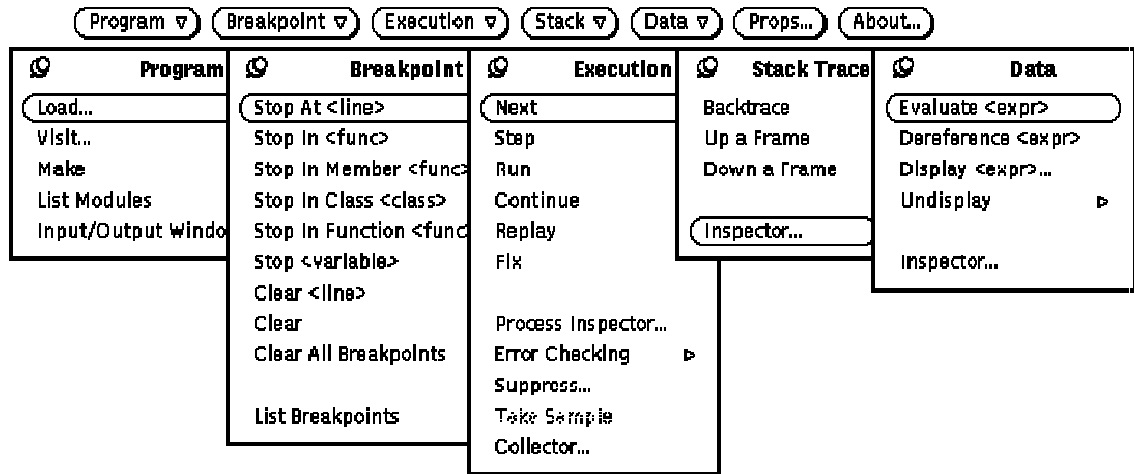 Program Breakpoint Execution Stack Data Props... About...
Program
Load...
Visit...
Make
List Modules
Input/Output Windo
Breakpoint
Stop At <line>
Stop In <func>
Stop In Member <func>
Stop In Class <class>
Stop In Function <func
Stop <variable>
Clear <line>
Clear
Clear All Breakpoints
List Breakpoints
Execution
Next
Step
Run
Continue
Replay
Fix
Process Inspector...
Error Checking
Suppress...
Take Sample
Collector...
Stack Trace
Backtrace
Up a Frame
Down a Frame
Inspector...
Data
Evaluate <expr>
Dereference <expr>
Display <expr>...
Undisplay
Inspector...